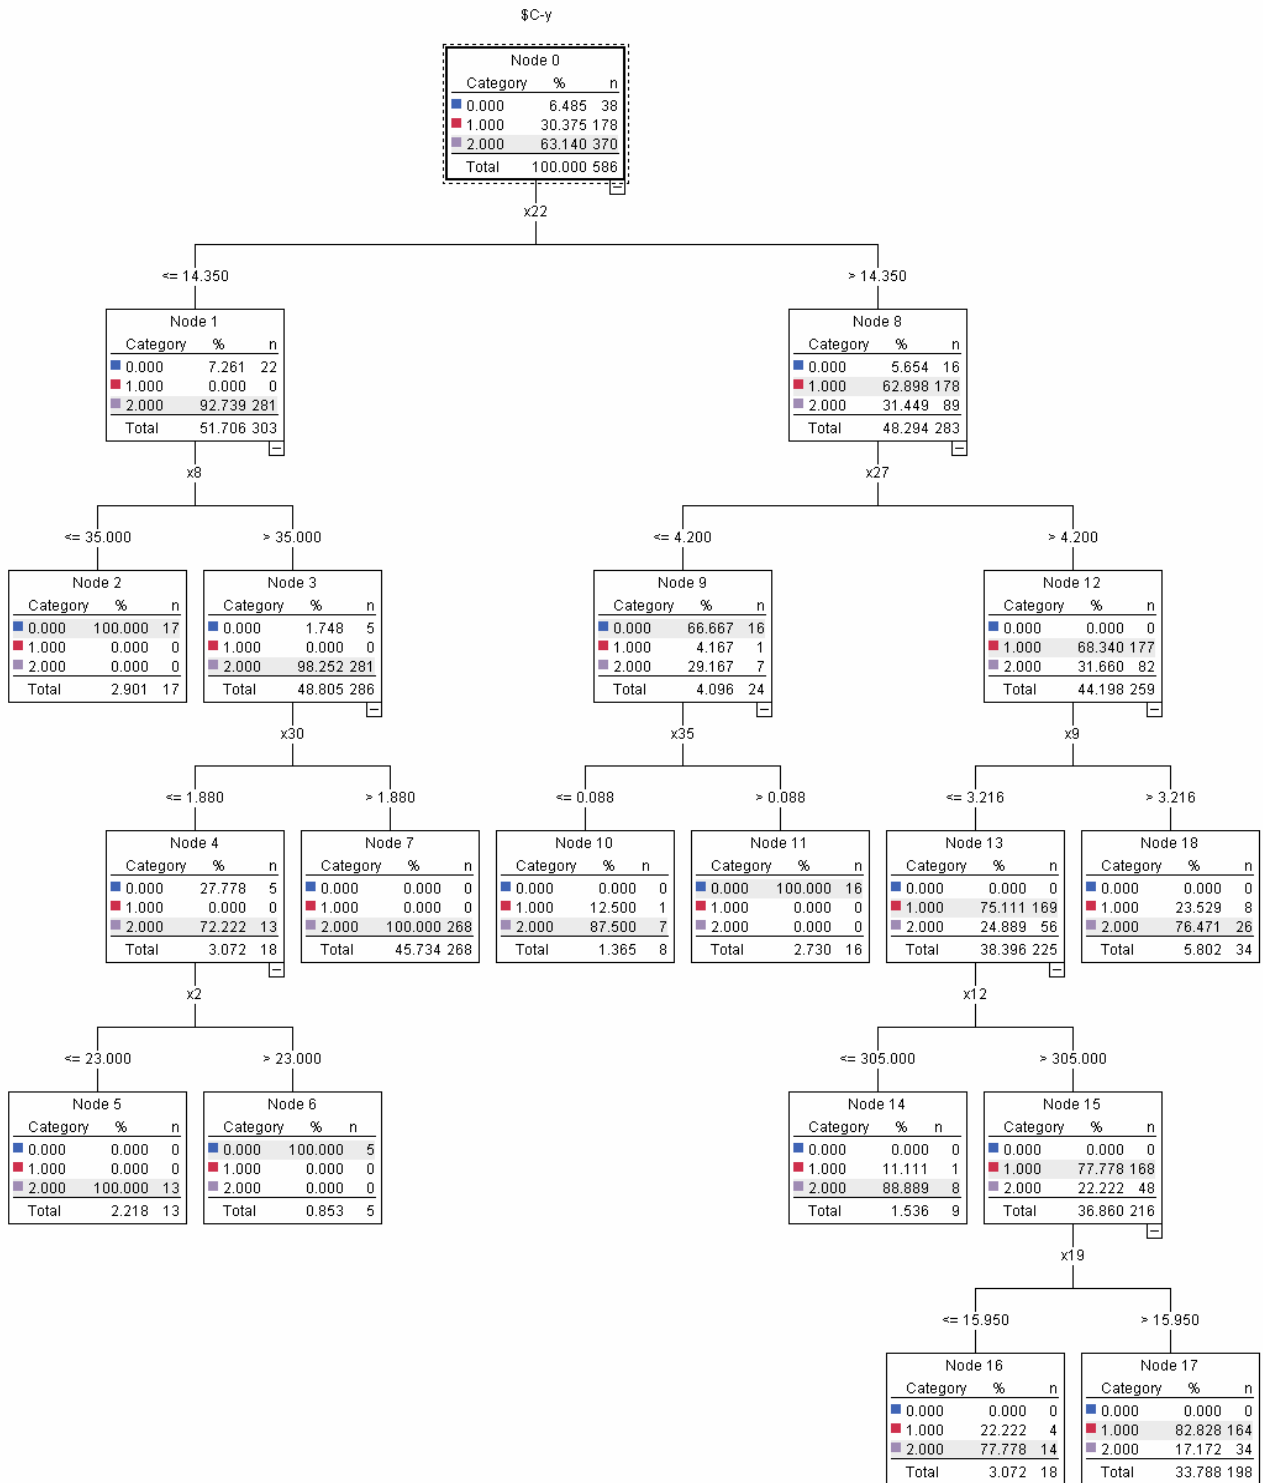 $C-y
Node 0
Category % n
0.000 6.485 38
1.000 30.375 178
2.000 63.140 370
Total 100.000 586
x22
<= 14.350
> 14.350
Node 1
Category % n
0.000 7.261 22
1.000 0.000 0
2.000 92.739 281
Total 51.706 303
Node 8
Category % n
0.000 5.654 16
1.000 62.898 178
2.000 31.449 89
Total 48.294 283
x8
x27
<= 35.000
> 35.000
<= 4.200
> 4.200
Node 2
Category % n
0.000 100.000 17
1.000 0.000 0
2.000 0.000 0
Total 2.901 17
Node 3
Category % n
0.000 1.748 5
1.000 0.000 0
2.000 98.252 281
Total 48.805 286
Node 9
Category % n
0.000 66.667 16
1.000 4.167 1
2.000 29.167 7
Total 4.096 24
Node 12
Category % n
0.000 0.000 0
1.000 68.340 177
2.000 31.660 82
Total 44.198 259
x30
x35
x9
<= 1.880
> 1.880
<= 0.088
> 0.088
<= 3.216
> 3.216
Node 4
Category % n
0.000 27.778 5
1.000 0.000 0
2.000 72.222 13
Total 3.072 18
Node 7
Category % n
0.000 0.000 0
1.000 0.000 0
2.000 100.000 268
Total 45.734 268
Node 10
Category % n
0.000 0.000 0
1.000 12.500 1
2.000 87.500 7
Total 1.365 8
Node 11
Category % n
0.000 100.000 16
1.000 0.000 0
2.000 0.000 0
Total 2.730 16
Node 13
Category % n
0.000 0.000 0
1.000 75.111 169
2.000 24.889 56
Total 38.396 225
Node 18
Category % n
0.000 0.000 0
1.000 23.529 8
2.000 76.471 26
Total 5.802 34
x2
x12
<= 23.000
> 23.000
<= 305.000
> 305.000
Node 5
Category % n
0.000 0.000 0
1.000 0.000 0
2.000 100.000 13
Total 2.218 13
Node 6
Category % n
0.000 100.000 5
1.000 0.000 0
2.000 0.000 0
Total 0.853 5
Node 14
Category % n
0.000 0.000 0
1.000 11.111 1
2.000 88.889 8
Total 1.536 9
Node 15
Category % n
0.000 0.000 0
1.000 77.778 168
2.000 22.222 48
Total 36.860 216
x19
<= 15.950
> 15.950
Node 16
Category % n
0.000 0.000 0
1.000 22.222 4
2.000 77.778 14
Total 3.072 18
Node 17
Category % n
0.000 0.000 0
1.000 82.828 164
2.000 17.172 34
Total 33.788 198